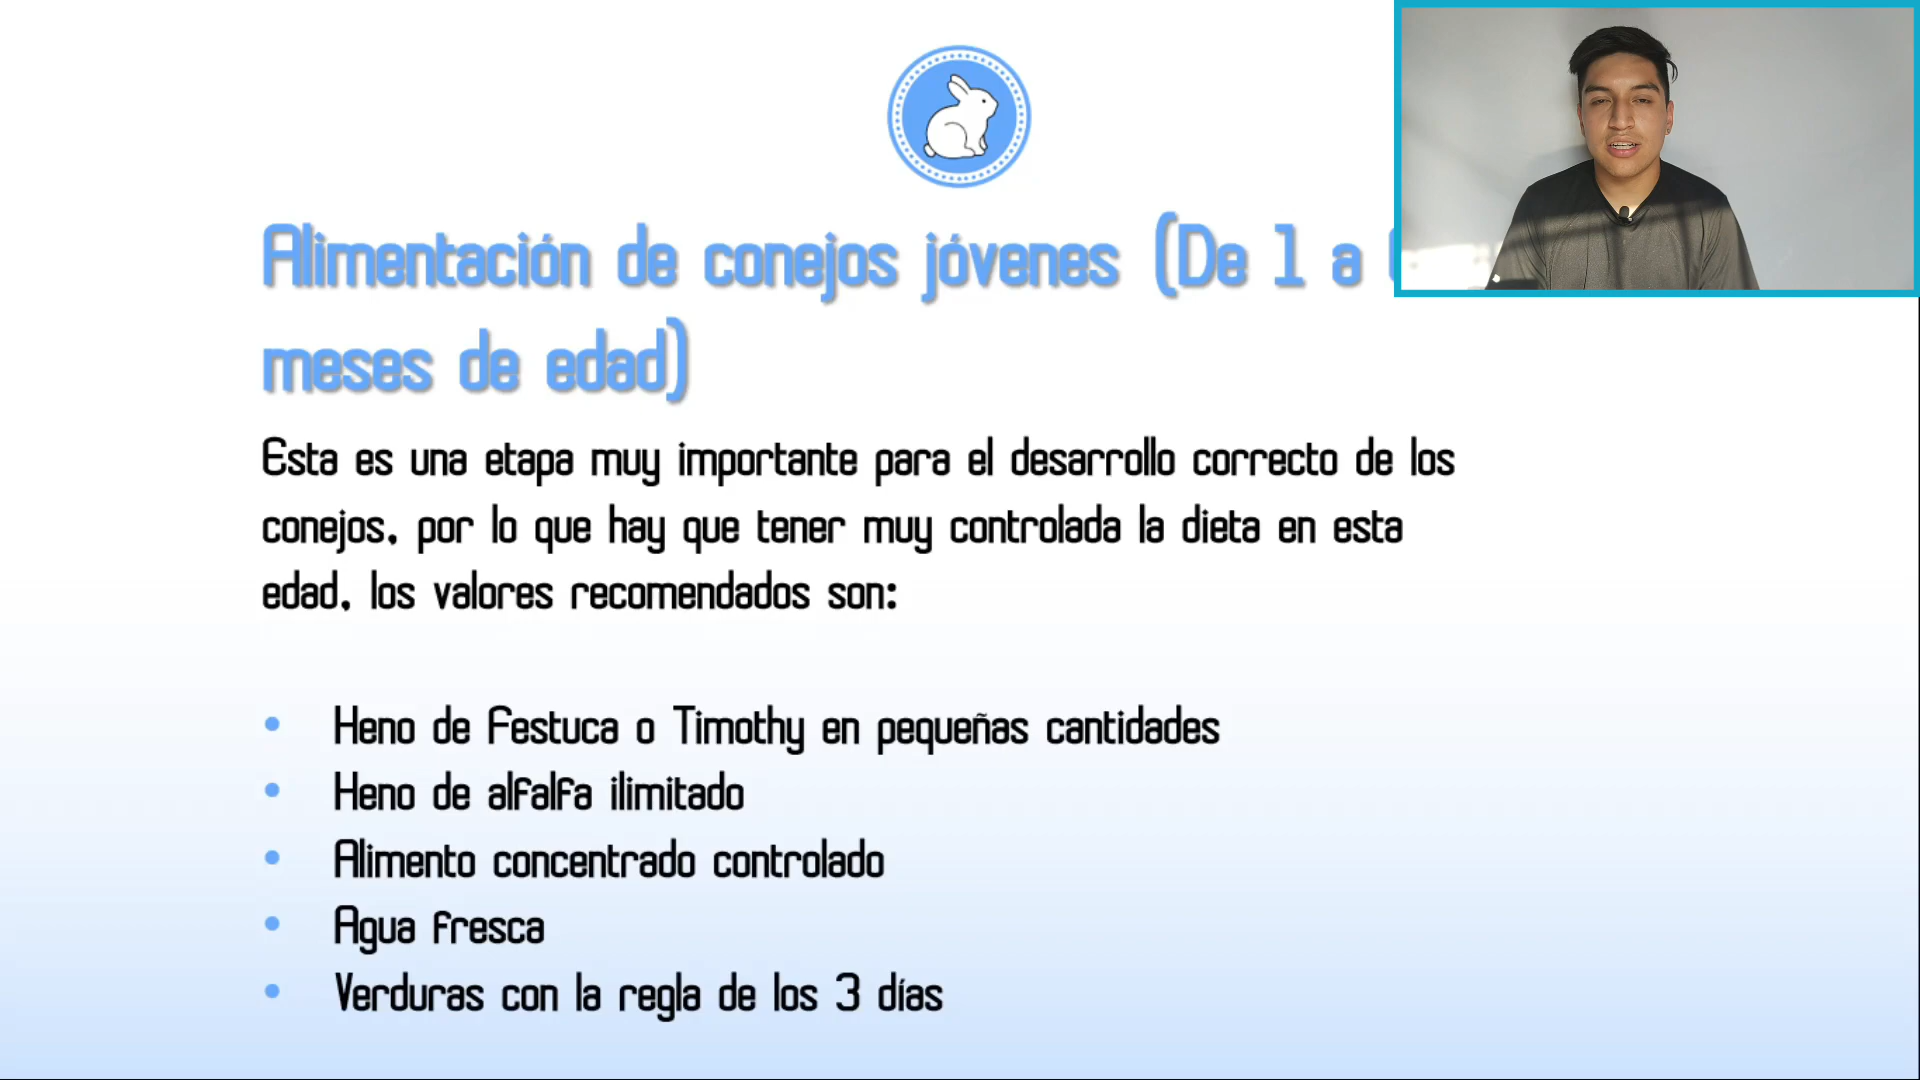 Alimentación de conejos jóvenes (De 1 a
meses de edad)
Esta es una etapa muy importante para el desarrollo correcto de los
conejos, por lo que hay que tener muy controlada la dieta en esta
edad, los valores recomendados son:
• Heno de Festuca o Timothy en pequeñas cantidades
• Heno de alfalfa ilimitado
• Alimento concentrado controlado
• Agua fresca
• Verduras con la regla de los 3 días